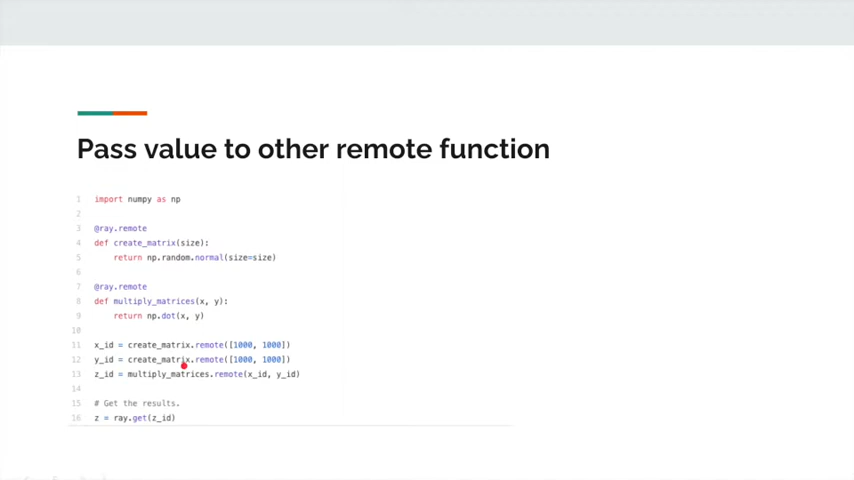 Pass value to other remote function
1 import numpy as np
2
3 @ray.remote
4 def create_matrix(size):
5 return np.random.normal(size=size)
6
7 @ray.remote
8 def multiply_matrices(x, y):
9 return np.dot(x, y)
10
11 x_id = create_matrix.remote([1000, 1000])
12 y_id = create_matrix.remote([1000, 1000])
13 z_id = multiply_matrices.remote(x_id, y_id)
14
15 # Get the results.
16 z = ray.get(z_id)